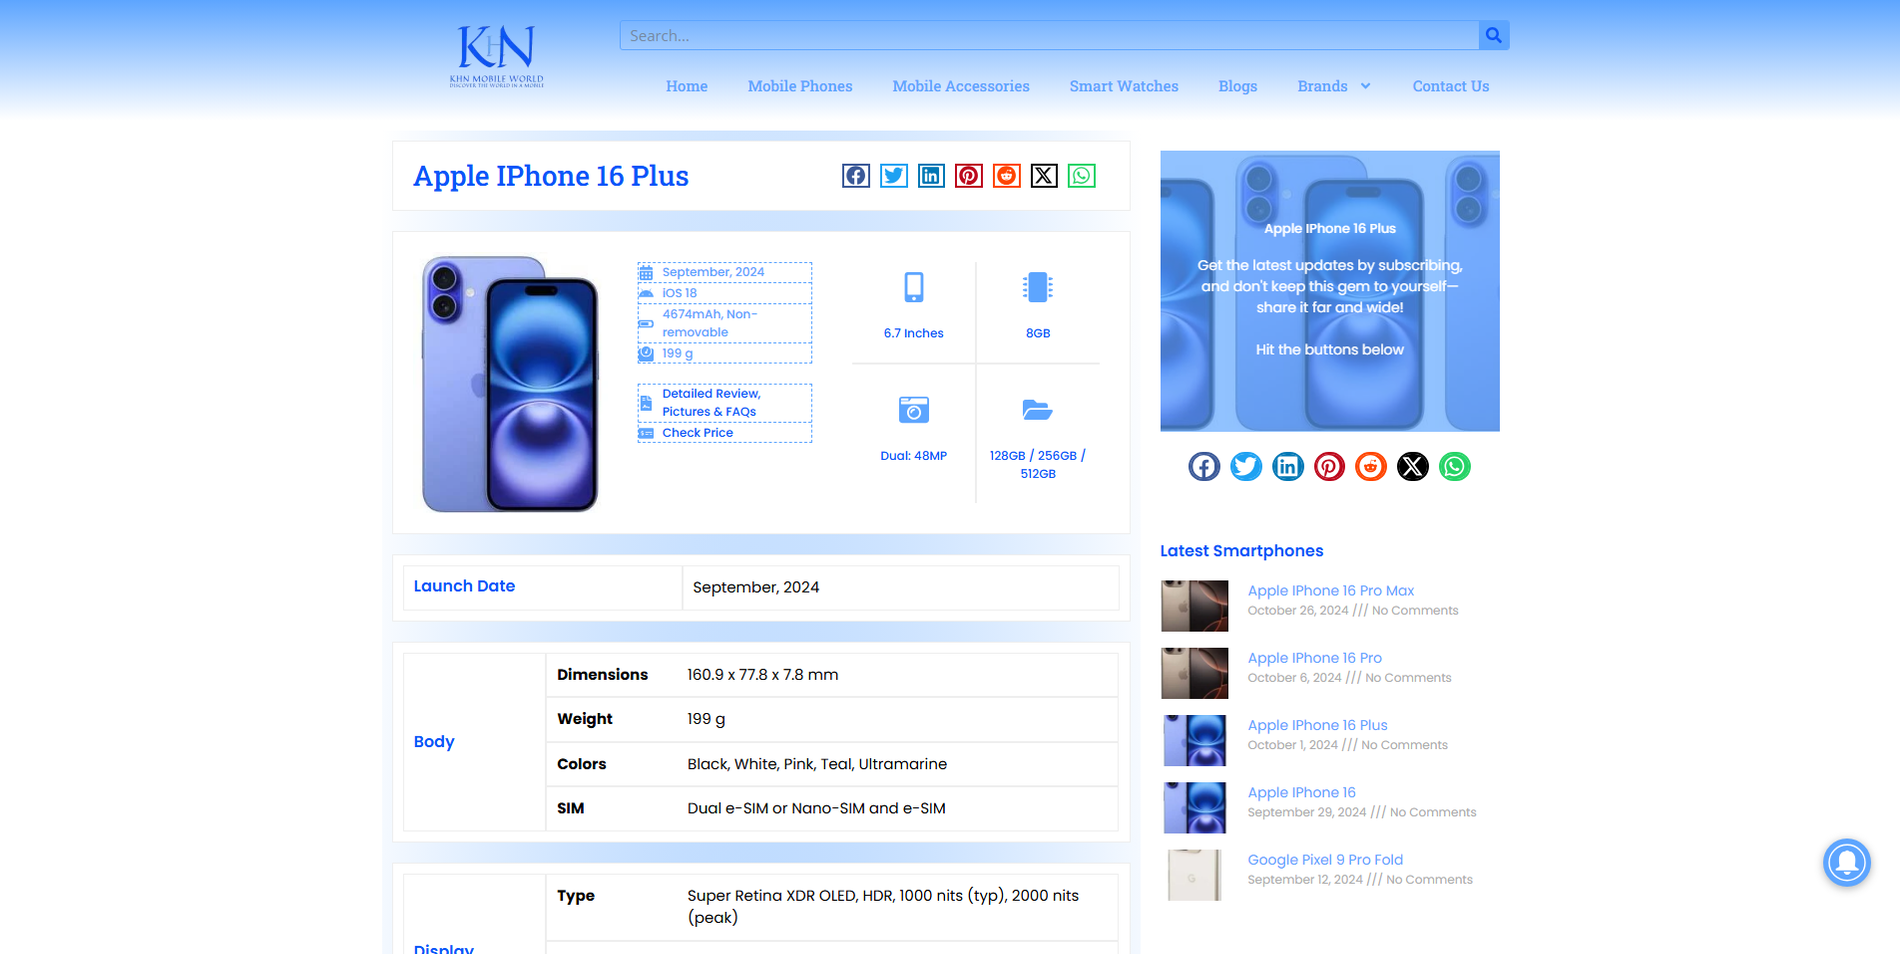 KHN
KHN MOBILE WORLD
DISCOVER THE WORLD IN A MOBILE
Search...
Home
Mobile Phones
Mobile Accessories
Smart Watches
Blogs
Brands
Contact Us
Apple IPhone 16 Plus
September, 2024
iOS 18
4674mAh, Non-
removable
199 g
Detailed Review,
Pictures & FAQs
Check Price
6.7 Inches
8GB
Dual: 48MP
128GB / 256GB /
512GB
Launch Date
September, 2024
Body
Dimensions
160.9 x 77.8 x 7.8 mm
Weight
199 g
Colors
Black, White, Pink, Teal, Ultramarine
SIM
Dual e-SIM or Nano-SIM and e-SIM
Display
Type
Super Retina XDR OLED, HDR, 1000 nits (typ), 2000 nits
(peak)
Apple IPhone 16 Plus
Get the latest updates by subscribing,
and don't keep this gem to yourself—
share it far and wide!
Hit the buttons below
Latest Smartphones
Apple IPhone 16 Pro Max
October 26, 2024 /// No Comments
Apple IPhone 16 Pro
October 6, 2024 /// No Comments
Apple IPhone 16 Plus
October 1, 2024 /// No Comments
Apple IPhone 16
September 29, 2024 /// No Comments
Google Pixel 9 Pro Fold
September 12, 2024 /// No Comments